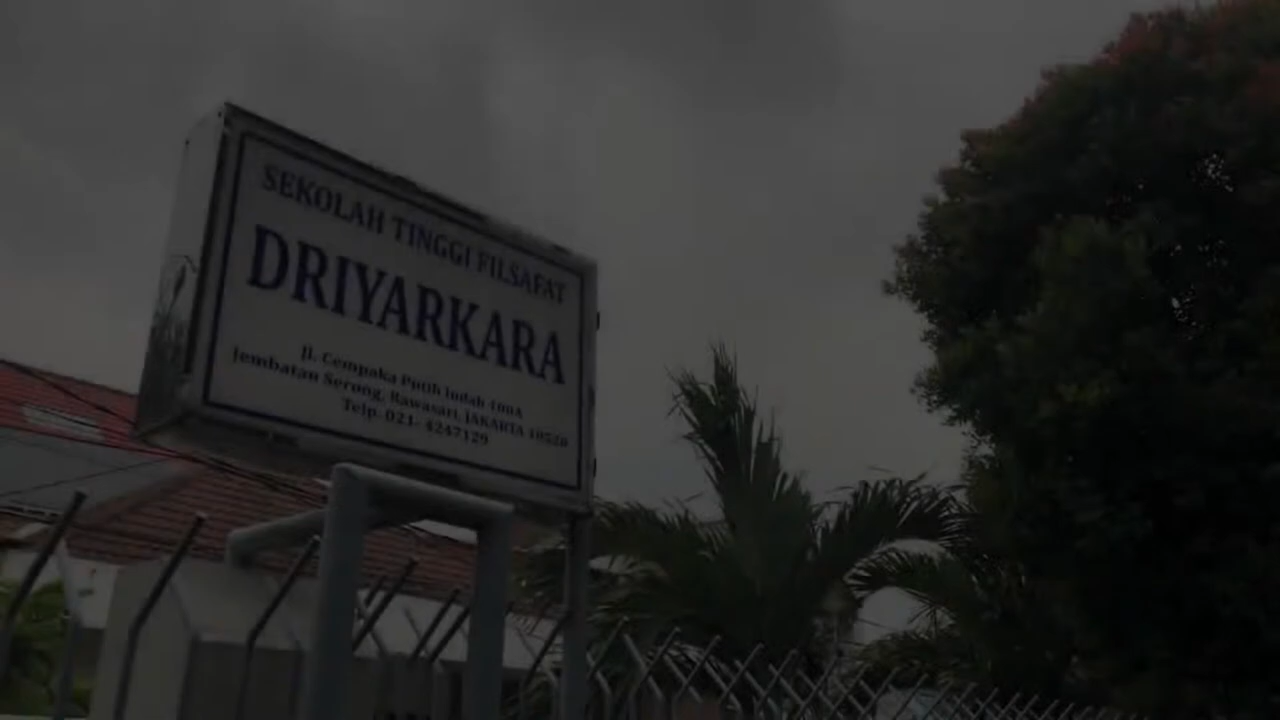 SEKOLAH TINGGI FILSAFAT
DRIYARKARA
Jl. Cempaka Putih Indah 100A
Jembatan Serong, Rawasari, JAKARTA 10520
Telp. 021- 4247129